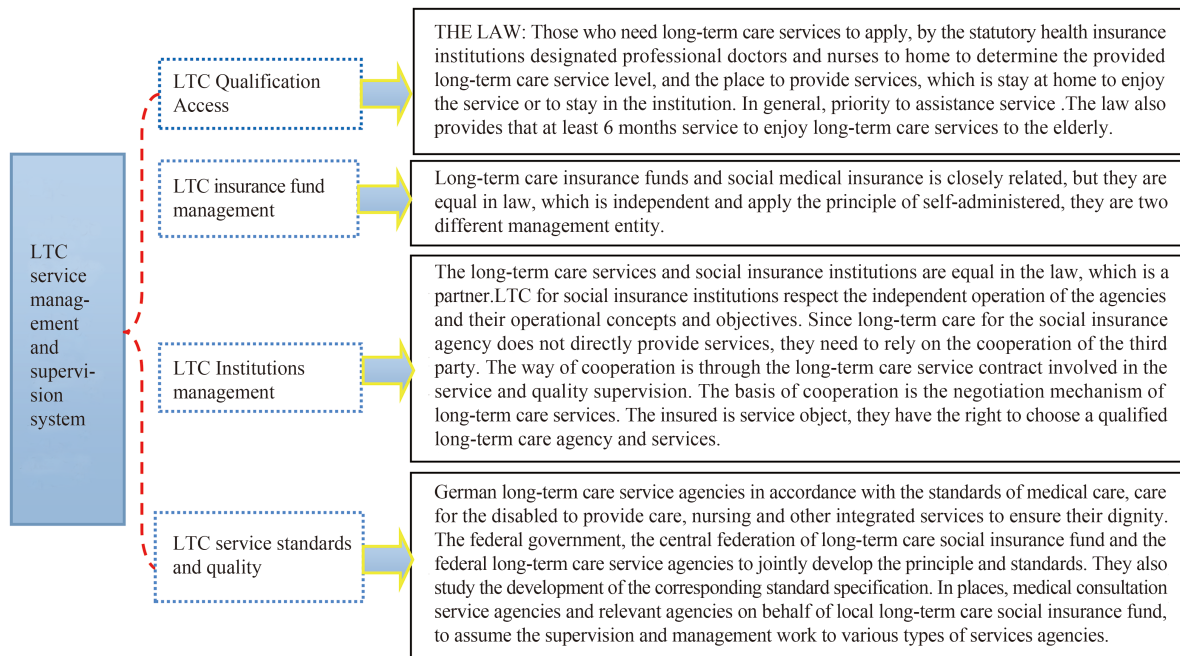 LTC
service
manag-
ement
and
supervi-
sion
system
LTC Qualification
Access
THE LAW: Those who need long-term care services to apply, by the statutory health insurance
institutions designated professional doctors and nurses to home to determine the provided
long-term care service level, and the place to provide services, which is stay at home to enjoy
the service or to stay in the institution. In general, priority to assistance service .The law also
provides that at least 6 months service to enjoy long-term care services to the elderly.
LTC insurance fund
management
Long-term care insurance funds and social medical insurance is closely related, but they are
equal in law, which is independent and apply the principle of self-administered, they are two
different management entity.
LTC Institutions
management
The long-term care services and social insurance institutions are equal in the law, which is a
partner.LTC for social insurance institutions respect the independent operation of the agencies
and their operational concepts and objectives. Since long-term care for the social insurance
agency does not directly provide services, they need to rely on the cooperation of the third
party. The way of cooperation is through the long-term care service contract involved in the
service and quality supervision. The basis of cooperation is the negotiation mechanism of
long-term care services. The insured is service object, they have the right to choose a qualified
long-term care agency and services.
LTC service standards
and quality
German long-term care service agencies in accordance with the standards of medical care, care
for the disabled to provide care, nursing and other integrated services to ensure their dignity.
The federal government, the central federation of long-term care social insurance fund and the
federal long-term care service agencies to jointly develop the principle and standards. They also
study the development of the corresponding standard specification. In places, medical consultation
service agencies and relevant agencies on behalf of local long-term care social insurance fund,
to assume the supervision and management work to various types of services agencies.